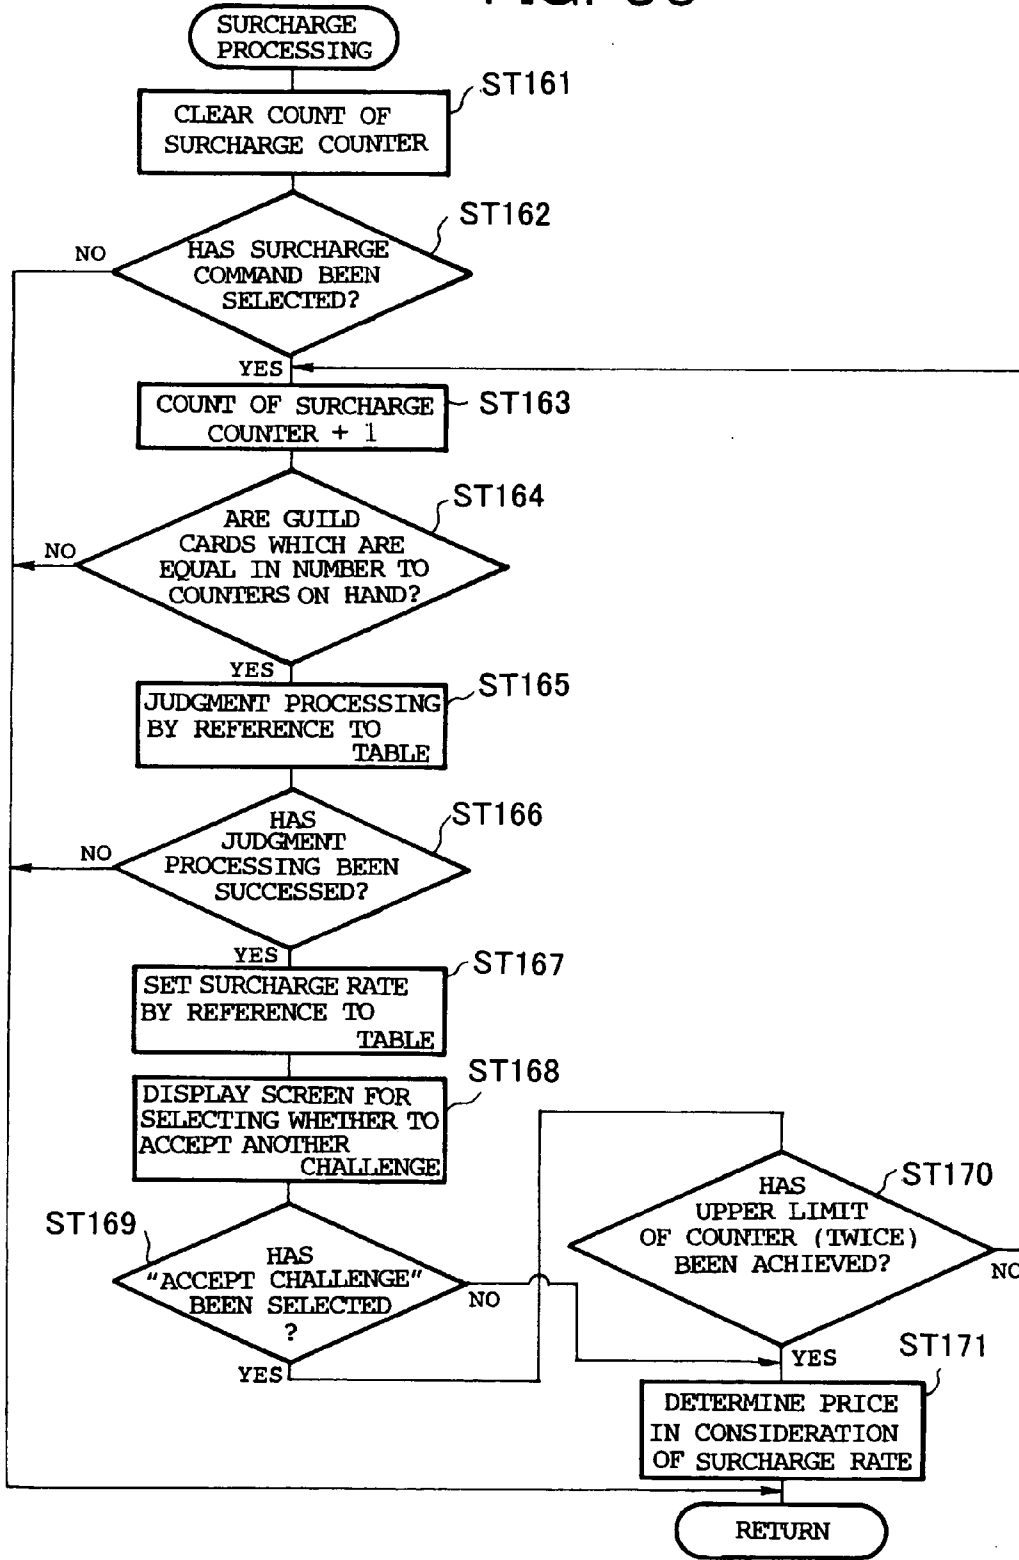 SURCHARGE
PROCESSING
ST161
CLEAR COUNT OF
SURCHARGE COUNTER
ST162
HAS SURCHARGE
COMMAND BEEN
SELECTED?
NO
YES
ST163
COUNT OF SURCHARGE
COUNTER + 1
ST164
ARE GUILD
CARDS WHICH ARE
EQUAL IN NUMBER TO
COUNTERS ON HAND?
NO
YES
ST165
JUDGMENT PROCESSING
BY REFERENCE TO
TABLE
ST166
HAS
JUDGMENT
PROCESSING BEEN
SUCCESSED?
NO
YES
ST167
SET SURCHARGE RATE
BY REFERENCE TO
TABLE
ST168
DISPLAY SCREEN FOR
SELECTING WHETHER TO
ACCEPT ANOTHER
CHALLENGE
ST169
HAS
"ACCEPT CHALLENGE"
BEEN SELECTED
?
NO
YES
ST170
HAS
UPPER LIMIT
OF COUNTER (TWICE)
BEEN ACHIEVED?
NO
YES
ST171
DETERMINE PRICE
IN CONSIDERATION
OF SURCHARGE RATE
RETURN